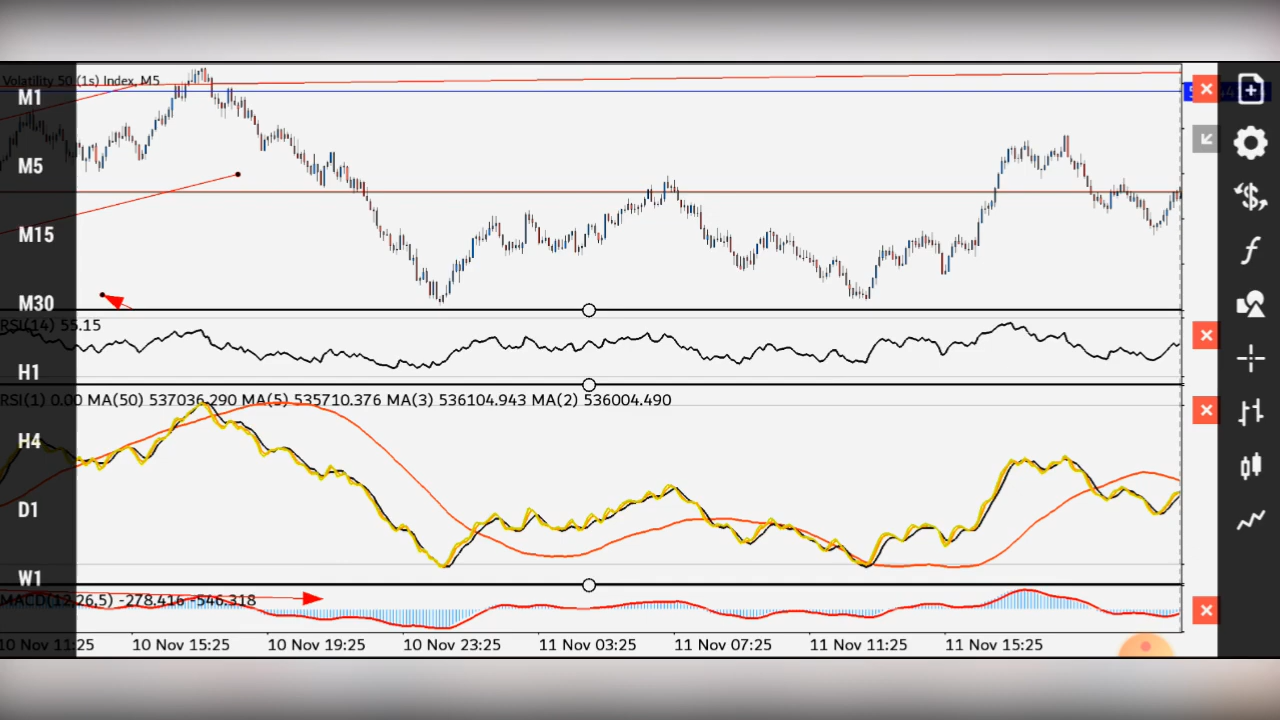 Volatility 50 (1s) Index, M5
M1
M5
M15
M30
RSI(14) 55.15
H1
RSI(1) 0.00 MA(50) 537036.290 MA(5) 535710.376 MA(3) 536104.943 MA(2) 536004.490
H4
D1
W1
MACD(12,26,5) -278.416 -546.318
10 Nov 11:25 10 Nov 15:25 10 Nov 19:25 10 Nov 23:25 11 Nov 03:25 11 Nov 07:25 11 Nov 11:25 11 Nov 15:25